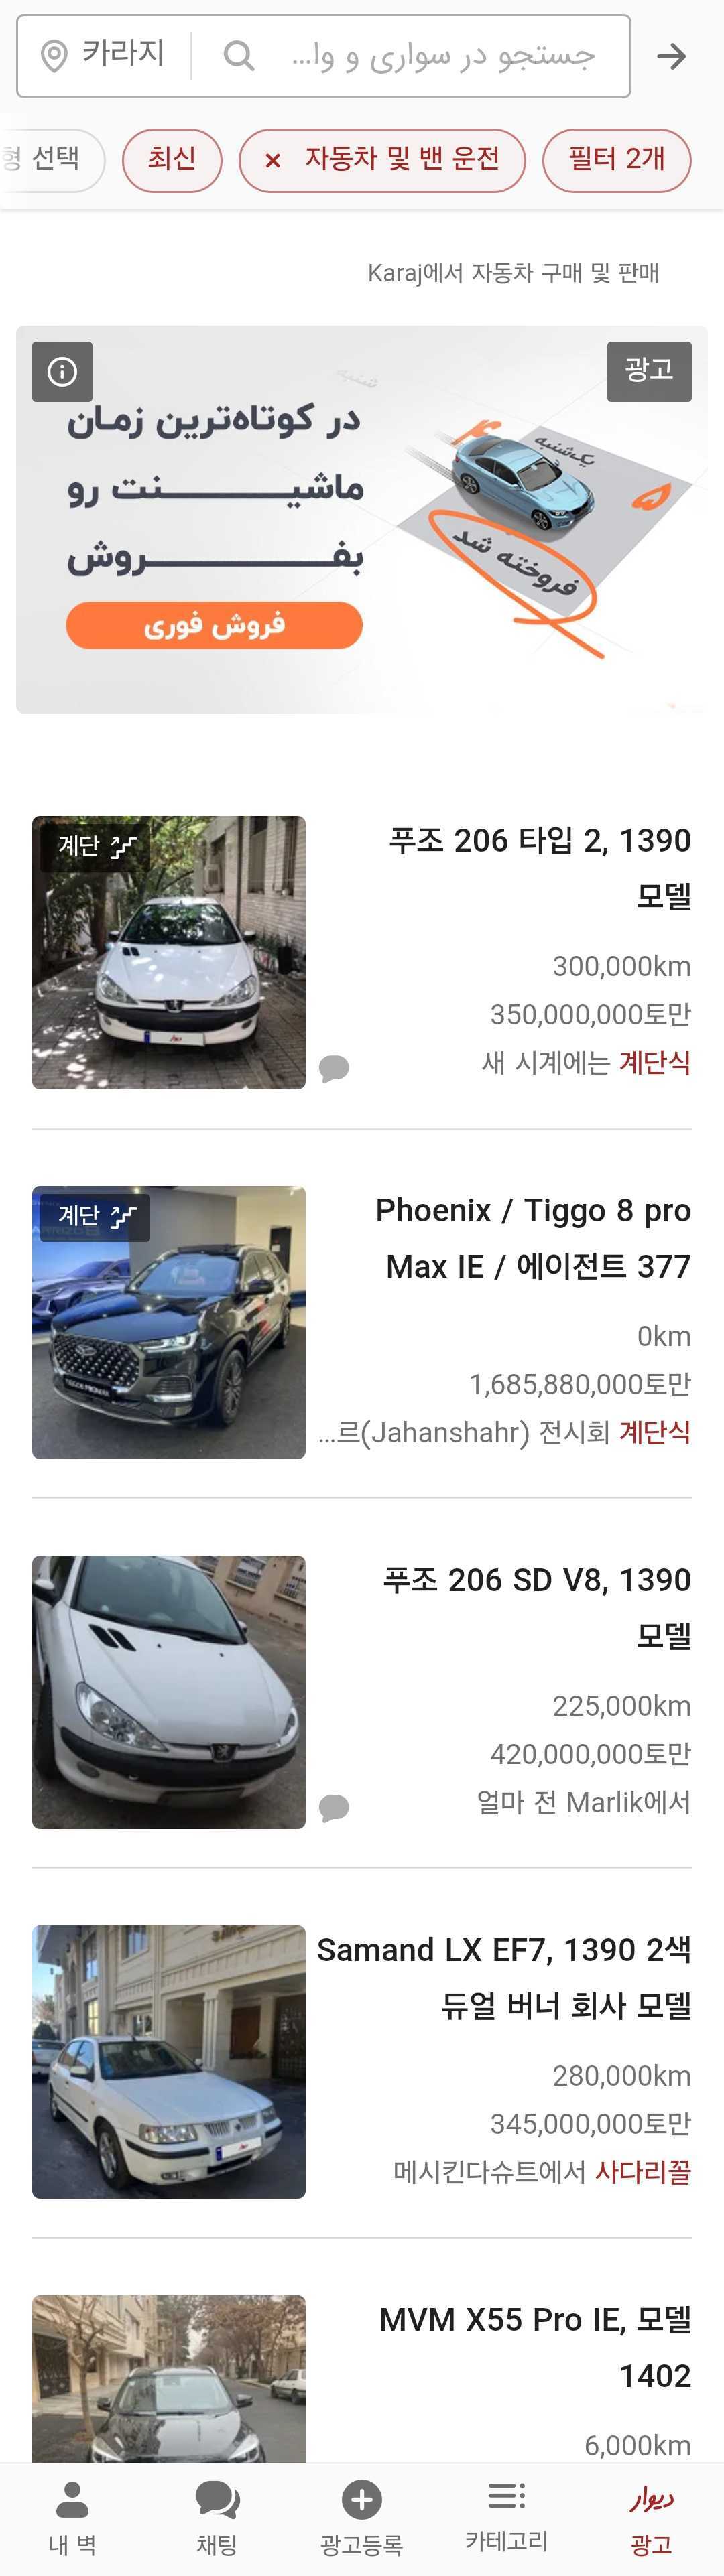 카라지
جستجو در سواری و وا...
형 선택
최신
× 자동차 및 밴 운전
필터 2개
Karaj에서 자동차 구매 및 판매
광고
شنبه
در کوتاه‌ترین زمان
ماشیـــــــــنت رو
بفـــــــــــــروش
فروش فوری
یک‌شنبه
فروخته شد
계단
푸조 206 타입 2, 1390
모델
300,000km
350,000,000토만
새 시계에는 계단식
계단
Phoenix / Tiggo 8 pro
Max IE / 에이전트 377
0km
1,685,880,000토만
...르(Jahanshahr) 전시회 계단식
푸조 206 SD V8, 1390
모델
225,000km
420,000,000토만
얼마 전 Marlik에서
Samand LX EF7, 1390 2색
듀얼 버너 회사 모델
280,000km
345,000,000토만
메시킨다슈트에서 사다리꼴
MVM X55 Pro IE, 모델
1402
6,000km
내 벽
채팅
광고등록
카테고리
دیوار
광고